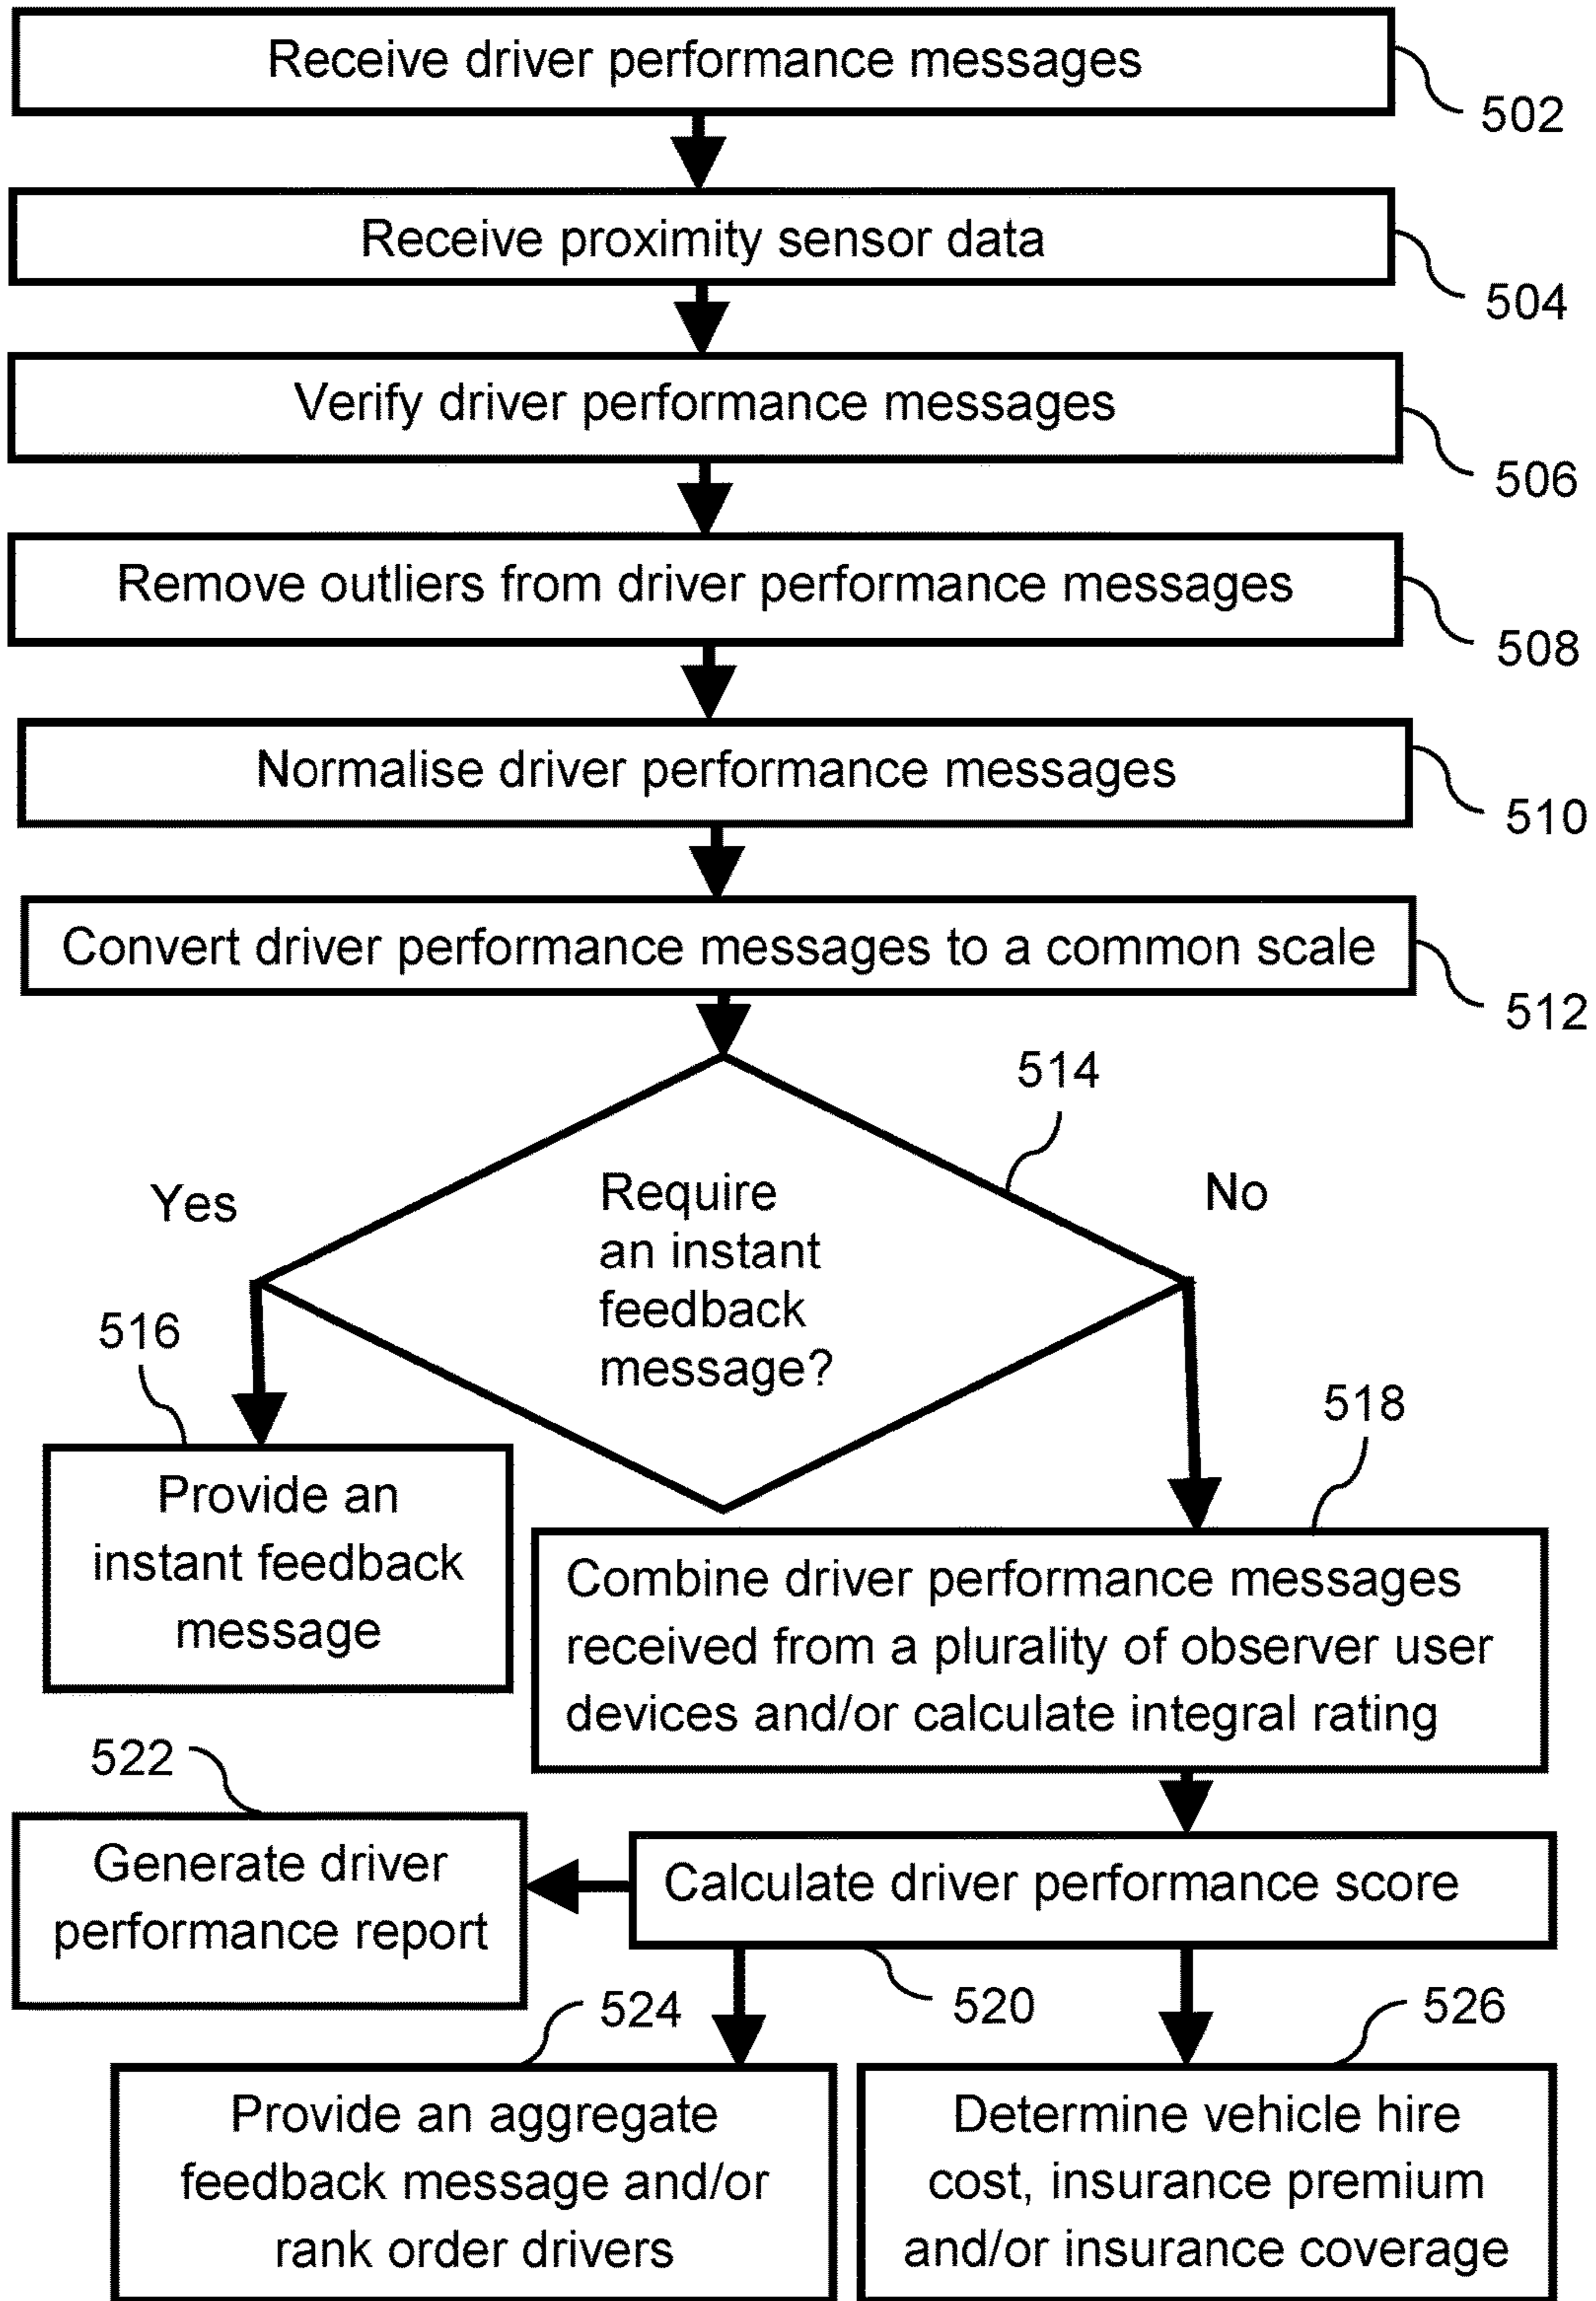 Receive driver performance messages
502
Receive proximity sensor data
504
Verify driver performance messages
506
Remove outliers from driver performance messages
508
Normalise driver performance messages
510
Convert driver performance messages to a common scale
512
514
Yes
Require
an instant
feedback
message?
No
516
Provide an
instant feedback
message
518
Combine driver performance messages
received from a plurality of observer user
devices and/or calculate integral rating
522
Generate driver
performance report
Calculate driver performance score
520
524
Provide an aggregate
feedback message and/or
rank order drivers
526
Determine vehicle hire
cost, insurance premium
and/or insurance coverage